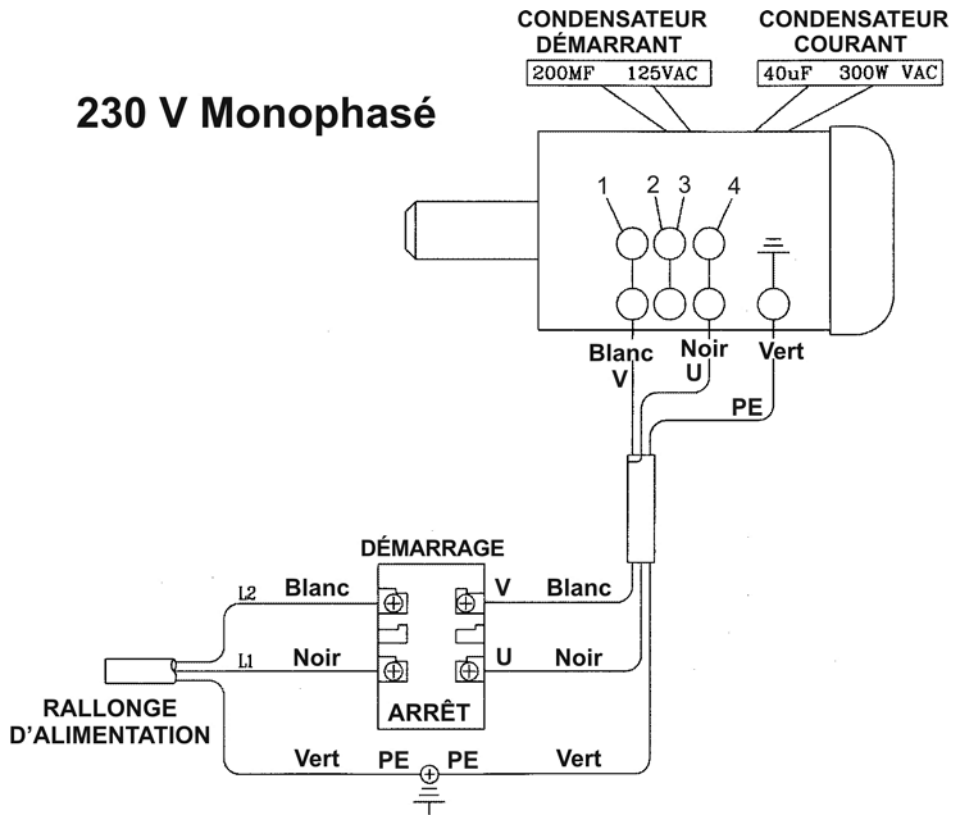 CONDENSATEUR
DÉMARRANT
CONDENSATEUR
COURANT
200MF 125VAC
40uF 300W VAC
230 V Monophasé
1
2
3
4
Blanc
V
Noir
U
Vert
PE
DÉMARRAGE
L2
Blanc
V
Blanc
L1
Noir
U
Noir
RALLONGE
D'ALIMENTATION
ARRÊT
Vert
PE
PE
Vert